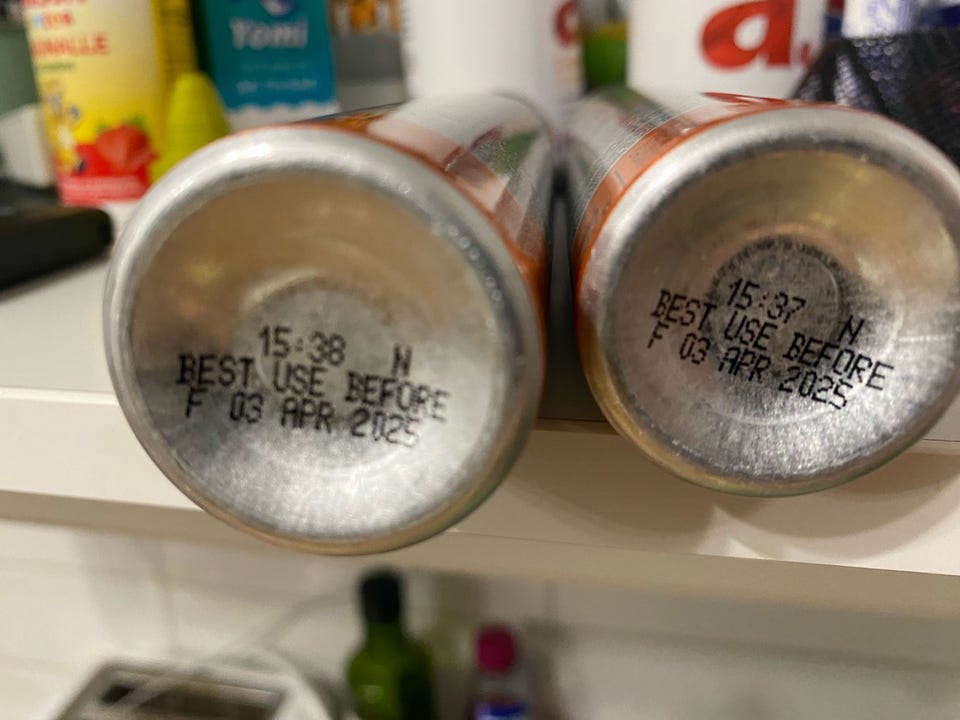 Yomi
a.
15:38 N
BEST USE BEFORE
F 03 APR 2025
15:37 N
BEST USE BEFORE
F 03 APR 2025